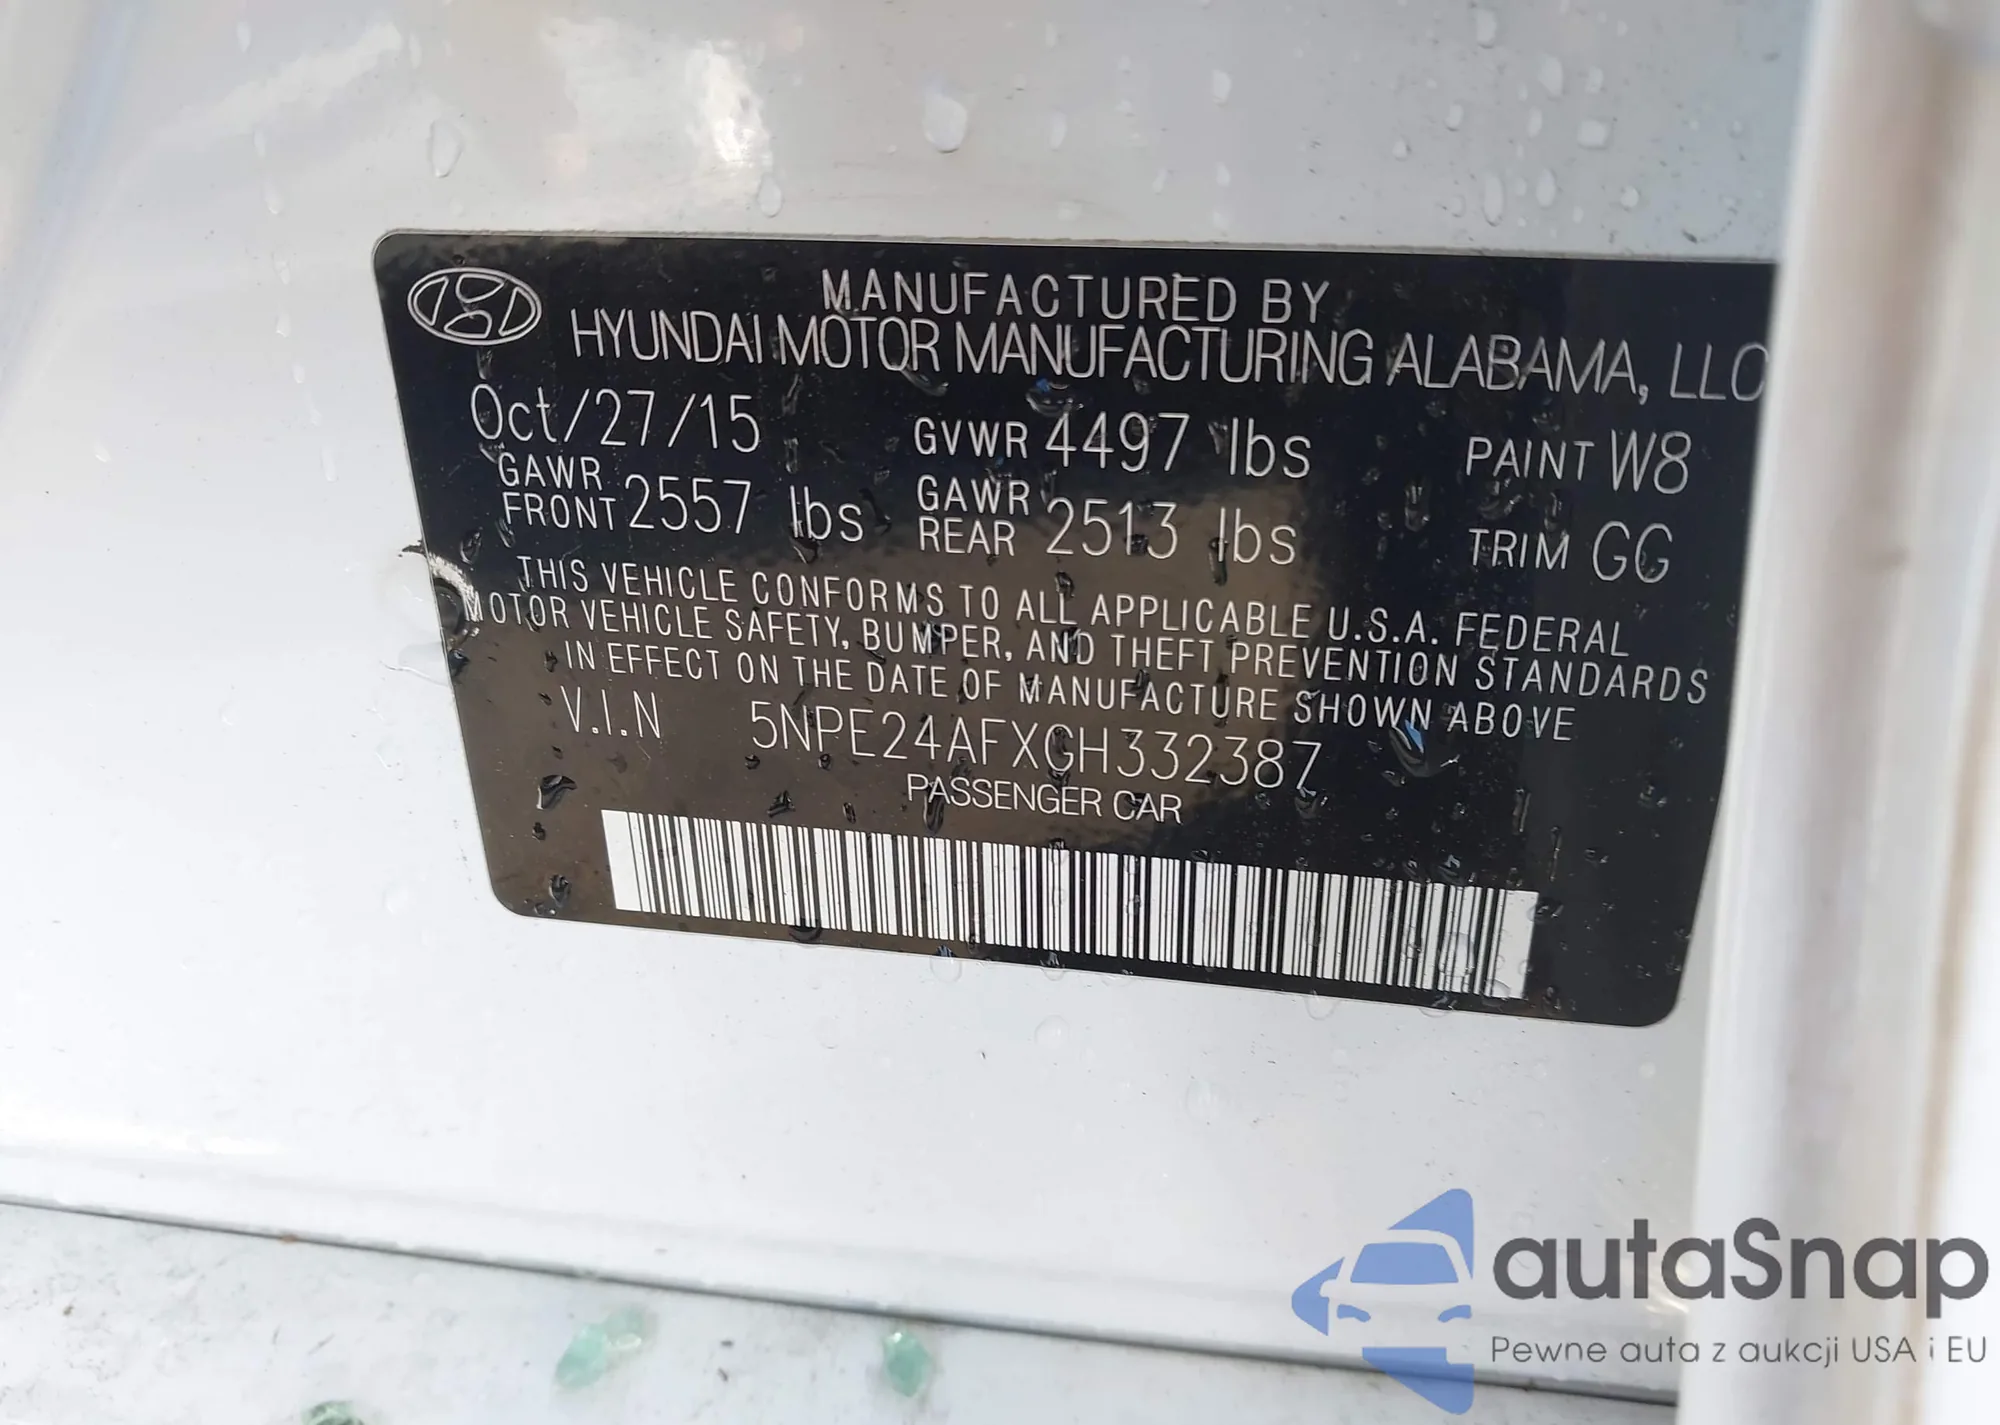 MANUFACTURED BY
HYUNDAI MOTOR MANUFACTURING ALABAMA, LLC
Oct/27/15 GVWR 4497 lbs PAINT W8
GAWR FRONT 2557 lbs GAWR REAR 2513 lbs TRIM GG
THIS VEHICLE CONFORMS TO ALL APPLICABLE U.S.A. FEDERAL
MOTOR VEHICLE SAFETY, BUMPER, AND THEFT PREVENTION STANDARDS
IN EFFECT ON THE DATE OF MANUFACTURE SHOWN ABOVE
V.I.N 5NPE24AFXGH332387
PASSENGER CAR
autaSnap
Pewne auta z aukcji USA i EU